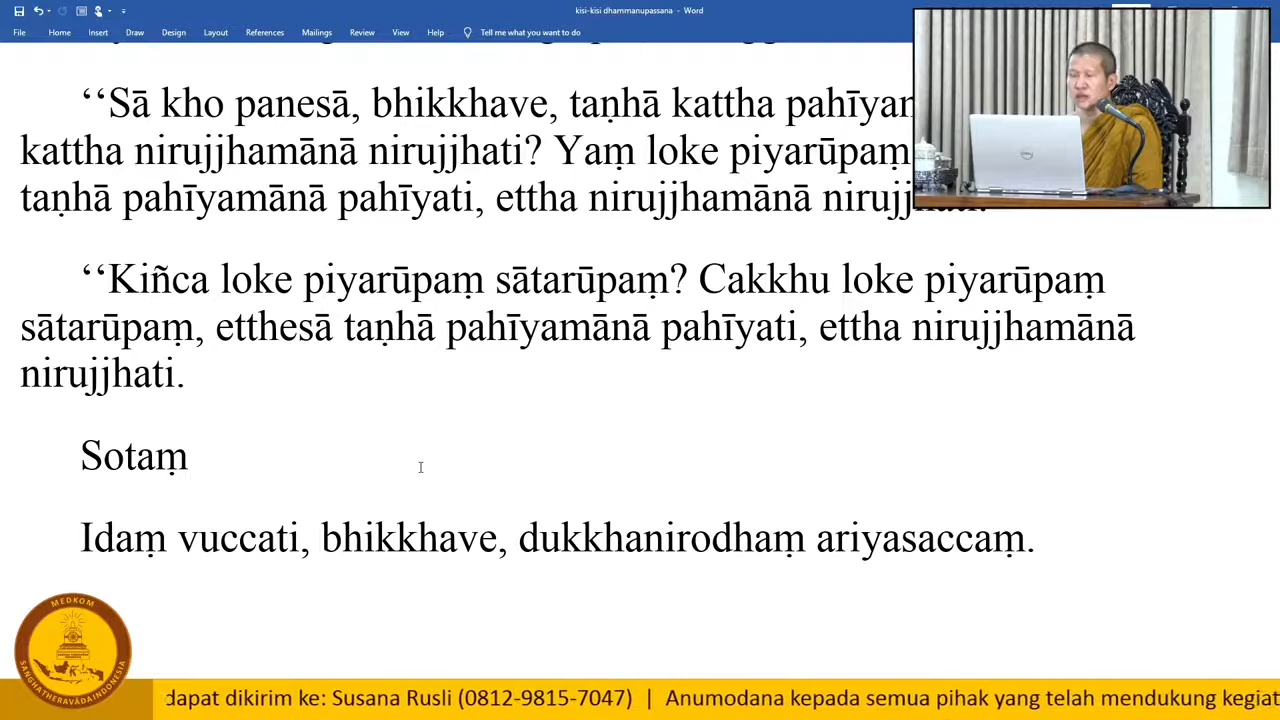 kisi-kisi dhammanupassana - Word
File Home Insert Draw Design Layout References Mailings Review View Help Tell me what you want to do
‘‘Sā kho panesā, bhikkhave, taṇhā kattha
kattha nirujjhamānā nirujjhati? Yaṃ loke piyarūpaṃ
taṇhā pahīyamānā pahīyati, ettha nirujjhamānā nirujjhati.
‘‘Kiñca loke piyarūpaṃ sātarūpaṃ? Cakkhu loke piyarūpaṃ
sātarūpaṃ, etthesā taṇhā pahīyamānā pahīyati, ettha nirujjhamānā
nirujjhati.
Sotaṃ
Idaṃ vuccati, bhikkhave, dukkhanirodhaṃ ariyasaccaṃ.
MEDKOM
SANGHA THERAVĀDA INDONESIA
dapat dikirim ke: Susana Rusli (0812-9815-7047) | Anumodana kepada semua pihak yang telah mendukung kegiat